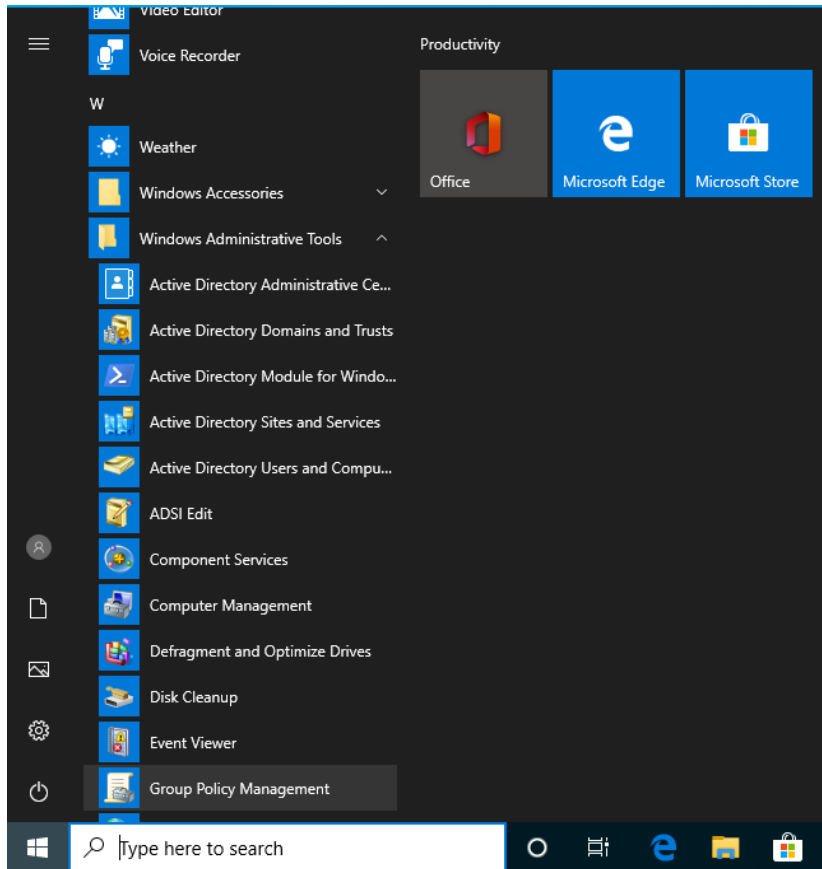 Video Editor
Voice Recorder
W
Weather
Windows Accessories
Windows Administrative Tools
Active Directory Administrative Ce...
Active Directory Domains and Trusts
Active Directory Module for Windo...
Active Directory Sites and Services
Active Directory Users and Compu...
ADSI Edit
Component Services
Computer Management
Defragment and Optimize Drives
Disk Cleanup
Event Viewer
Group Policy Management
Productivity
Office
Microsoft Edge
Microsoft Store
Type here to search